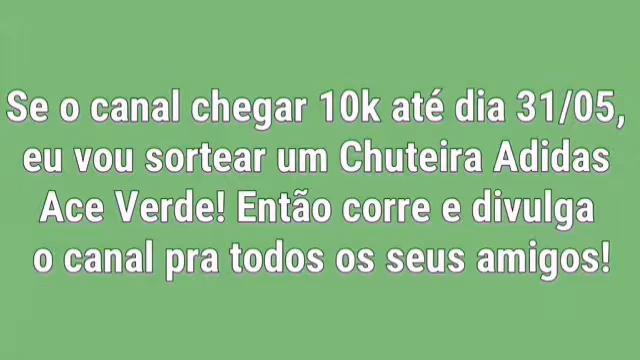 Se o canal chegar 10k até dia 31/05,
eu vou sortear um Chuteira Adidas
Ace Verde! Então corre e divulga
o canal pra todos os seus amigos!